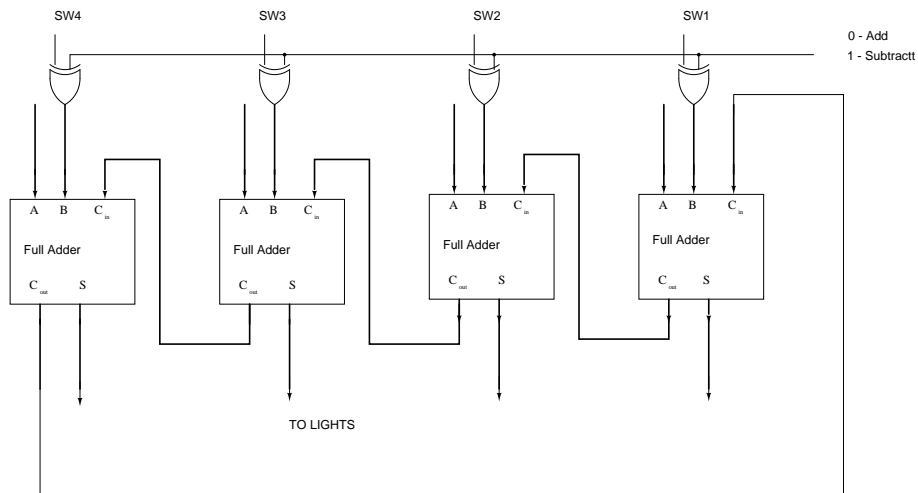 SW4 SW3 SW2 SW1
0 - Add
1 - Subtractt
A B C in A B C in A B C in A B C in
Full Adder Full Adder Full Adder Full Adder
C out S C out S C out S C out S
TO LIGHTS